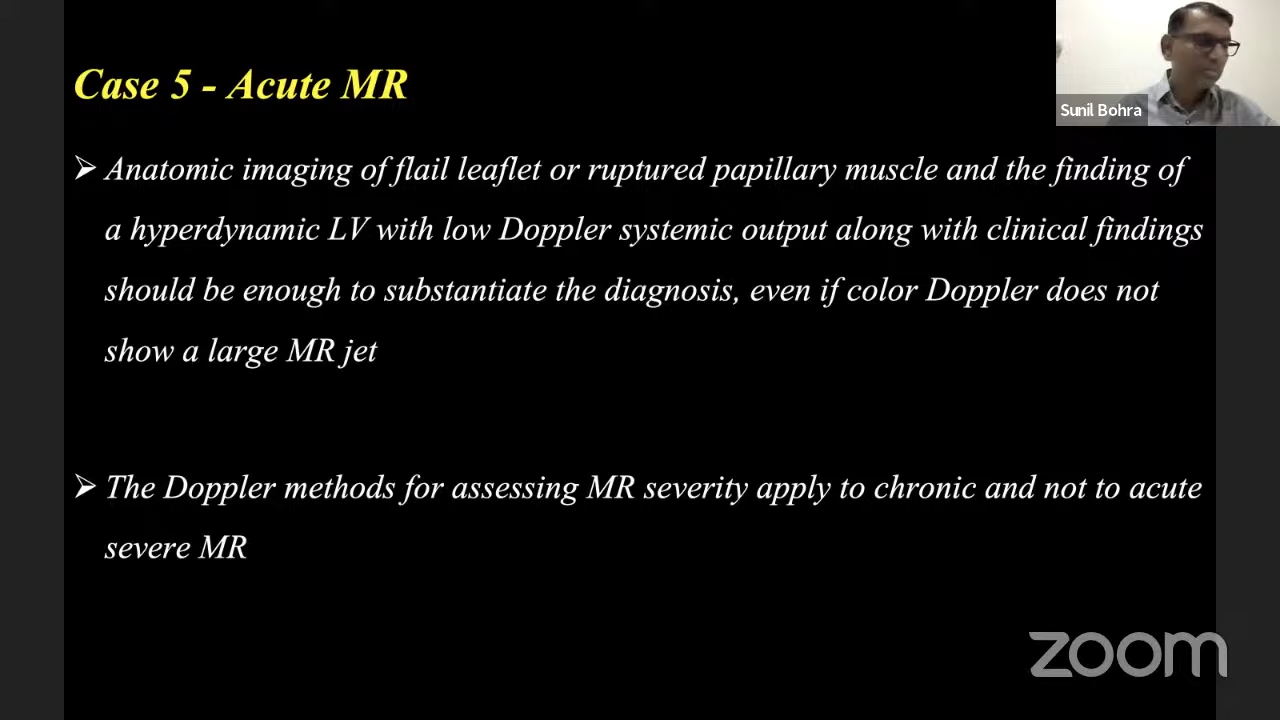 Case 5 - Acute MR
Sunil Bohra
➢ Anatomic imaging of flail leaflet or ruptured papillary muscle and the finding of
a hyperdynamic LV with low Doppler systemic output along with clinical findings
should be enough to substantiate the diagnosis, even if color Doppler does not
show a large MR jet
➢ The Doppler methods for assessing MR severity apply to chronic and not to acute
severe MR
zoom